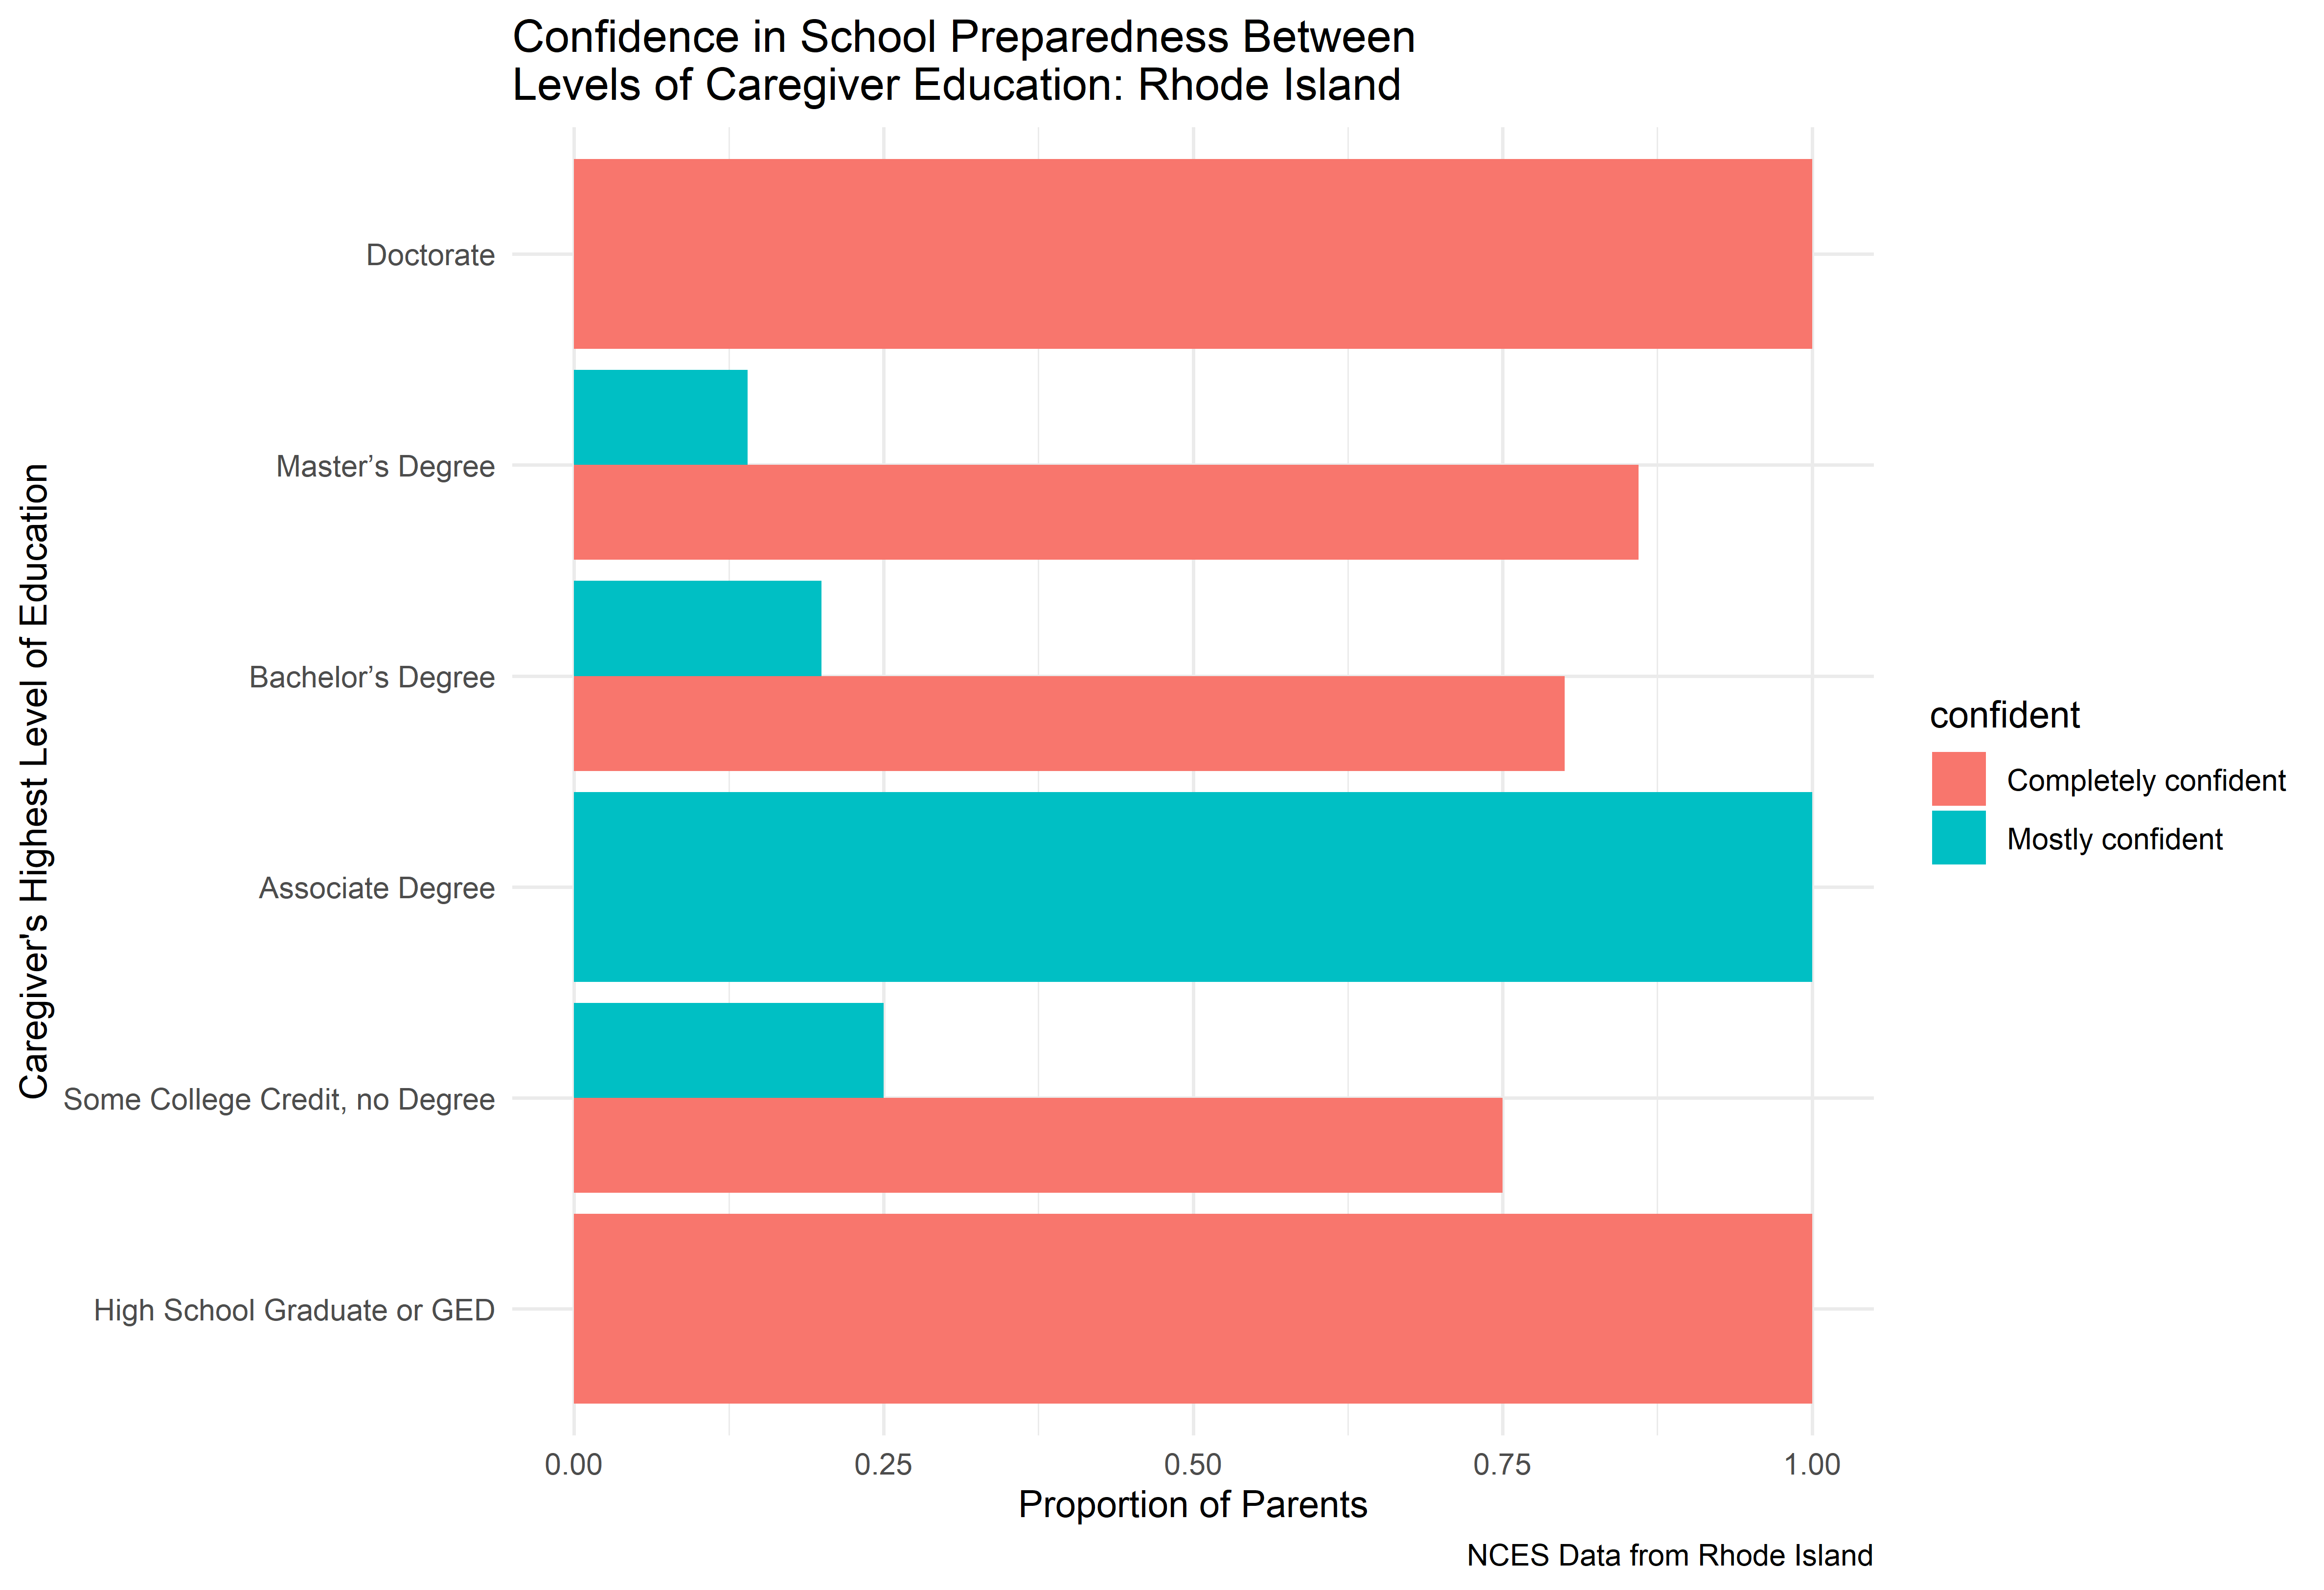 Confidence in School Preparedness Between
Levels of Caregiver Education: Rhode Island
Caregiver's Highest Level of Education
Doctorate
Master’s Degree
Bachelor’s Degree
Associate Degree
Some College Credit, no Degree
High School Graduate or GED
0.00 0.25 0.50 0.75 1.00
Proportion of Parents
confident
Completely confident
Mostly confident
NCES Data from Rhode Island